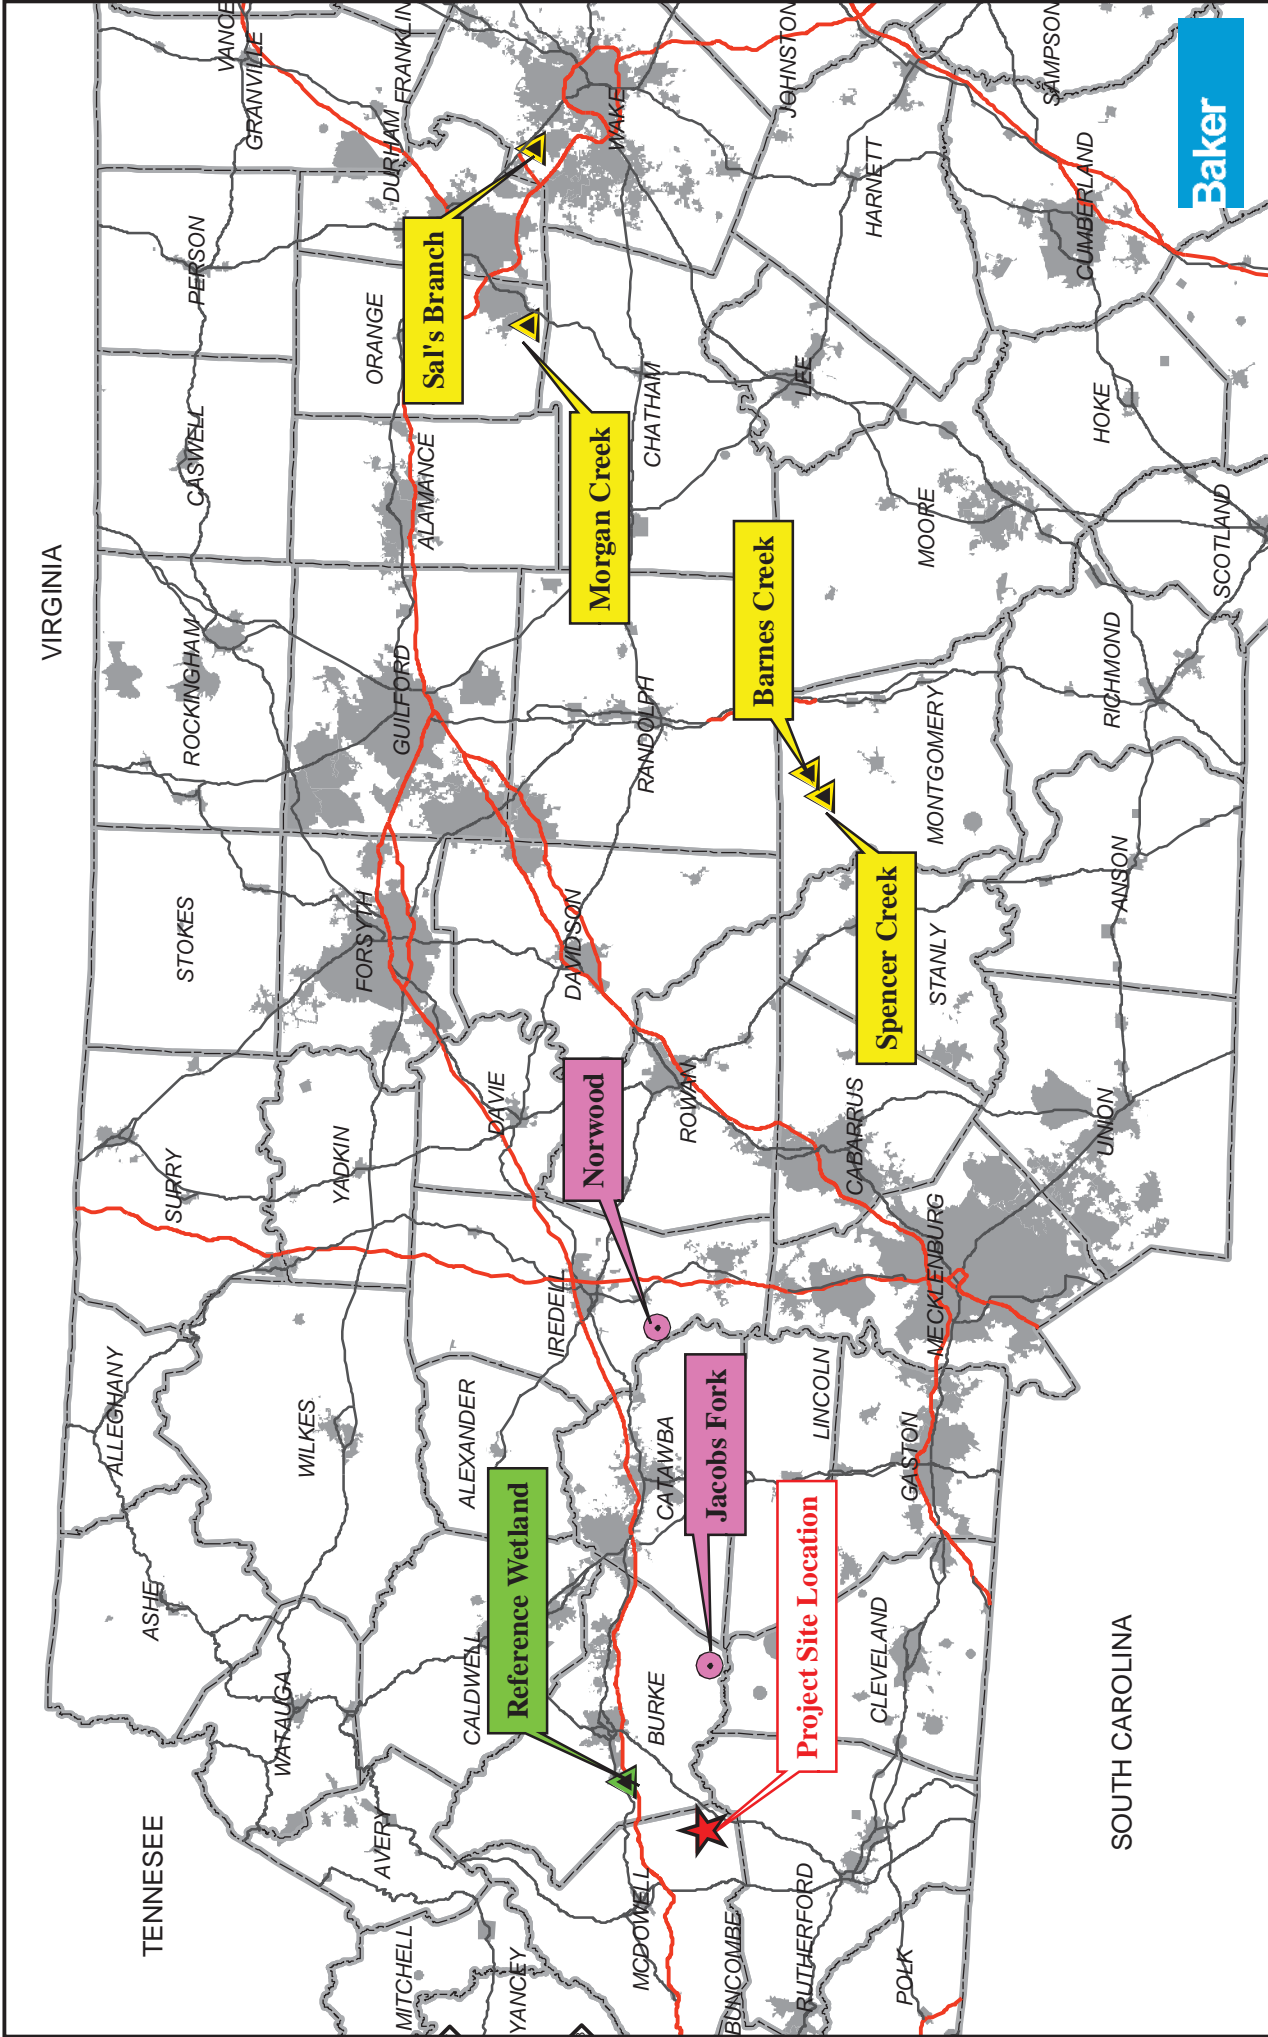 VIRGINIA
TENNESEE
SOUTH CAROLINA
ALLEGHANY
SURRY
STOKES
ROCKINGHAM
CASWELL
PERSON
GRANVILLE
VANCE
ASHE
WILKES
YADKIN
FORSYTH
GUILFORD
ALAMANCE
ORANGE
DURHAM
FRANKLIN
WATAUGA
CALDWELL
ALEXANDER
IREDELL
DAVIE
DAVIDSON
Sal's Branch
MITCHELL
AVERY
Reference Wetland
Norwood
Morgan Creek
YANCEY
MCDOWELL
BURKE
CATAWBA
ROWAN
RANDOLPH
CHATHAM
WAKE
Jacobs Fork
Barnes Creek
BUNCOMBE
Project Site Location
LINCOLN
CABARRUS
Spencer Creek
STANLY
MONTGOMERY
MOORE
LEE
HARNETT
JOHNSTON
RUTHERFORD
CLEVELAND
GASTON
MECKLENBURG
POLK
UNION
ANSON
RICHMOND
SCOTLAND
HOKE
CUMBERLAND
SAMPSON
Baker